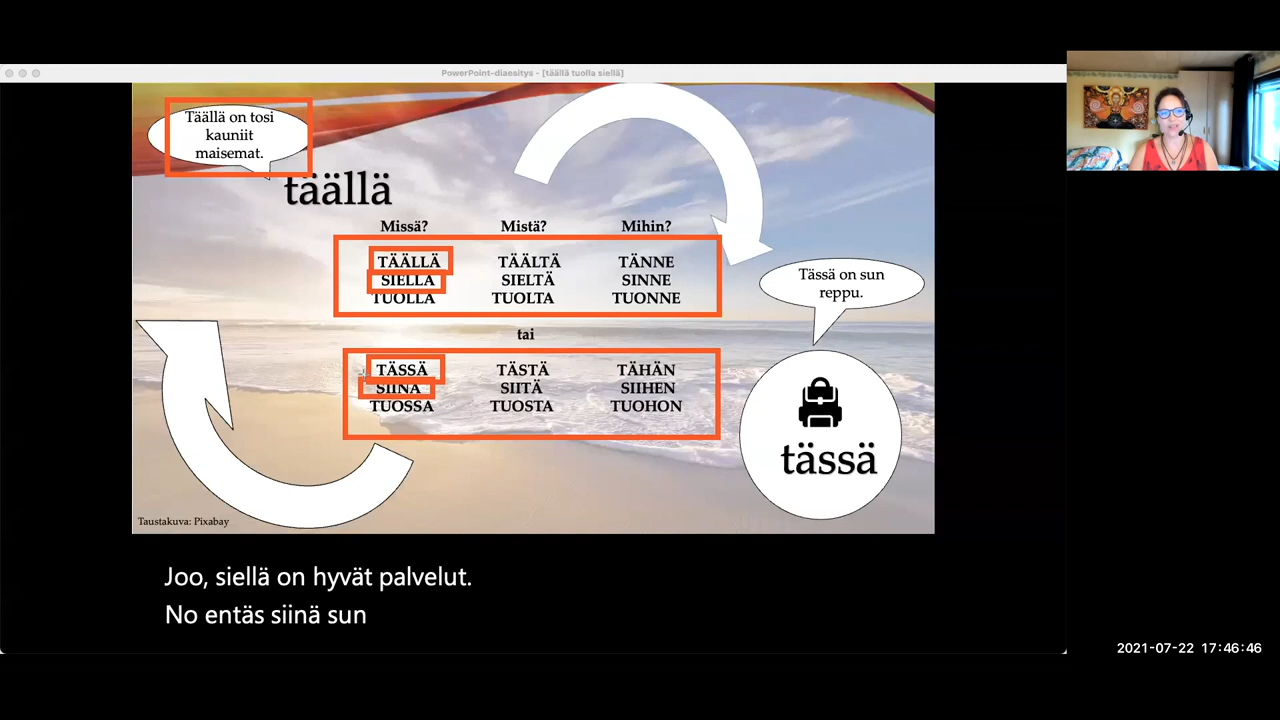 PowerPoint-diaesitys - [täällä tuolla siellä]
Täällä on tosi
kauniit
maisemat.
täällä
Missä? Mistä? Mihin?
TÄÄLLÄ TÄÄLTÄ TÄNNE
SIELLÄ SIELTÄ SINNE
TUOLLA TUOLTA TUONNE
tai
TÄSSÄ TÄSTÄ TÄHÄN
SIINÄ SIITÄ SIIHEN
TUOSSA TUOSTA TUOHON
Tässä on sun
reppu.
tässä
Taustakuva: Pixabay
Joo, siellä on hyvät palvelut.
No entäs siinä sun
2021-07-22 17:46:46